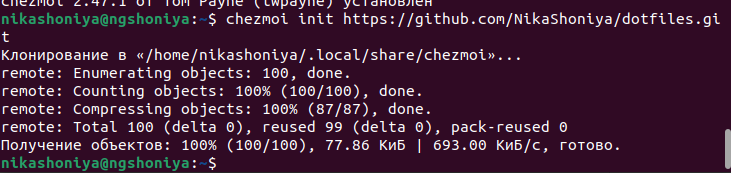 chezmoi 2.47.1 от Tom Payne (twpayne) установлен
nikashoniya@ngshoniya:~$ chezmoi init https://github.com/NikaShoniya/dotfiles.gi
t
Клонирование в «/home/nikashoniya/.local/share/chezmoi»...
remote: Enumerating objects: 100, done.
remote: Counting objects: 100% (100/100), done.
remote: Compressing objects: 100% (87/87), done.
remote: Total 100 (delta 0), reused 99 (delta 0), pack-reused 0
Получение объектов: 100% (100/100), 77.86 КиБ | 693.00 КиБ/с, готово.
nikashoniya@ngshoniya:~$